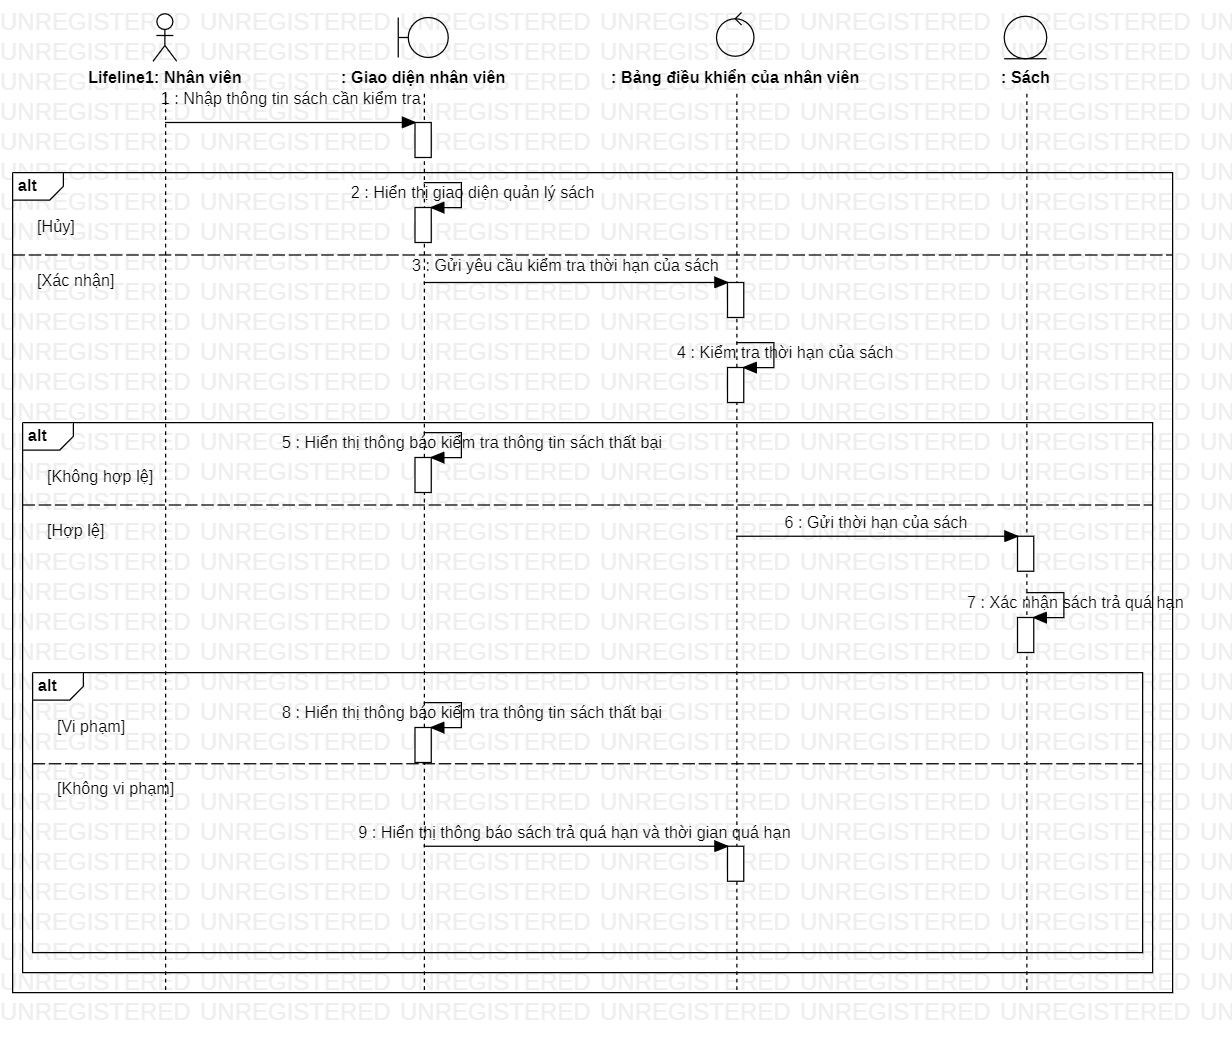 Lifeline1: Nhân viên
: Giao diện nhân viên
: Bảng điều khiển của nhân viên
: Sách
1 : Nhập thông tin sách cần kiểm tra
alt
2 : Hiển thị giao diện quản lý sách
[Hủy]
3 : Gửi yêu cầu kiểm tra thời hạn của sách
[Xác nhận]
4 : Kiểm tra thời hạn của sách
alt
5 : Hiển thị thông báo kiểm tra thông tin sách thất bại
[Không hợp lệ]
6 : Gửi thời hạn của sách
[Hợp lệ]
7 : Xác nhận sách trả quá hạn
alt
8 : Hiển thị thông báo kiểm tra thông tin sách thất bại
[Vi phạm]
[Không vi phạm]
9 : Hiển thị thông báo sách trả quá hạn và thời gian quá hạn
UNREGISTERED